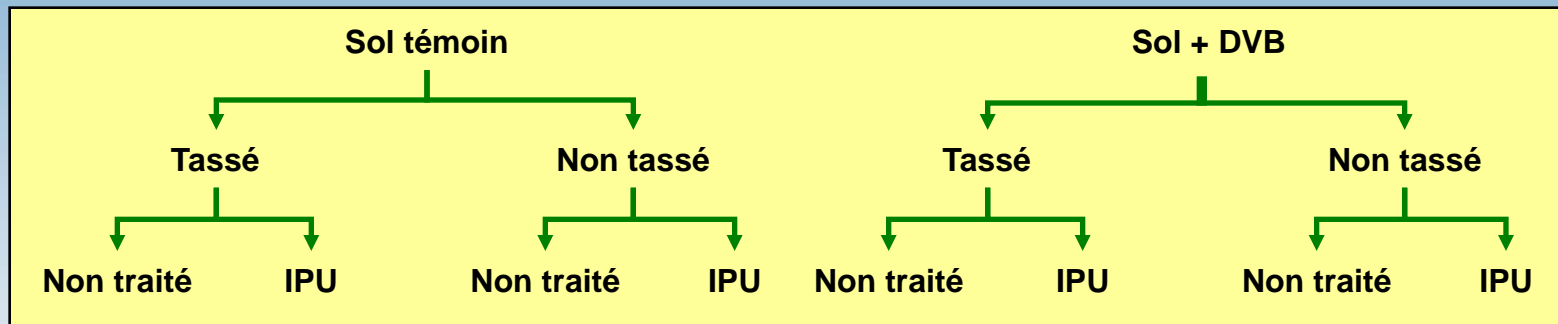 Sol témoin Sol + DVB
Tassé Non tassé Tassé Non tassé
Non traité IPU Non traité IPU Non traité IPU Non traité IPU